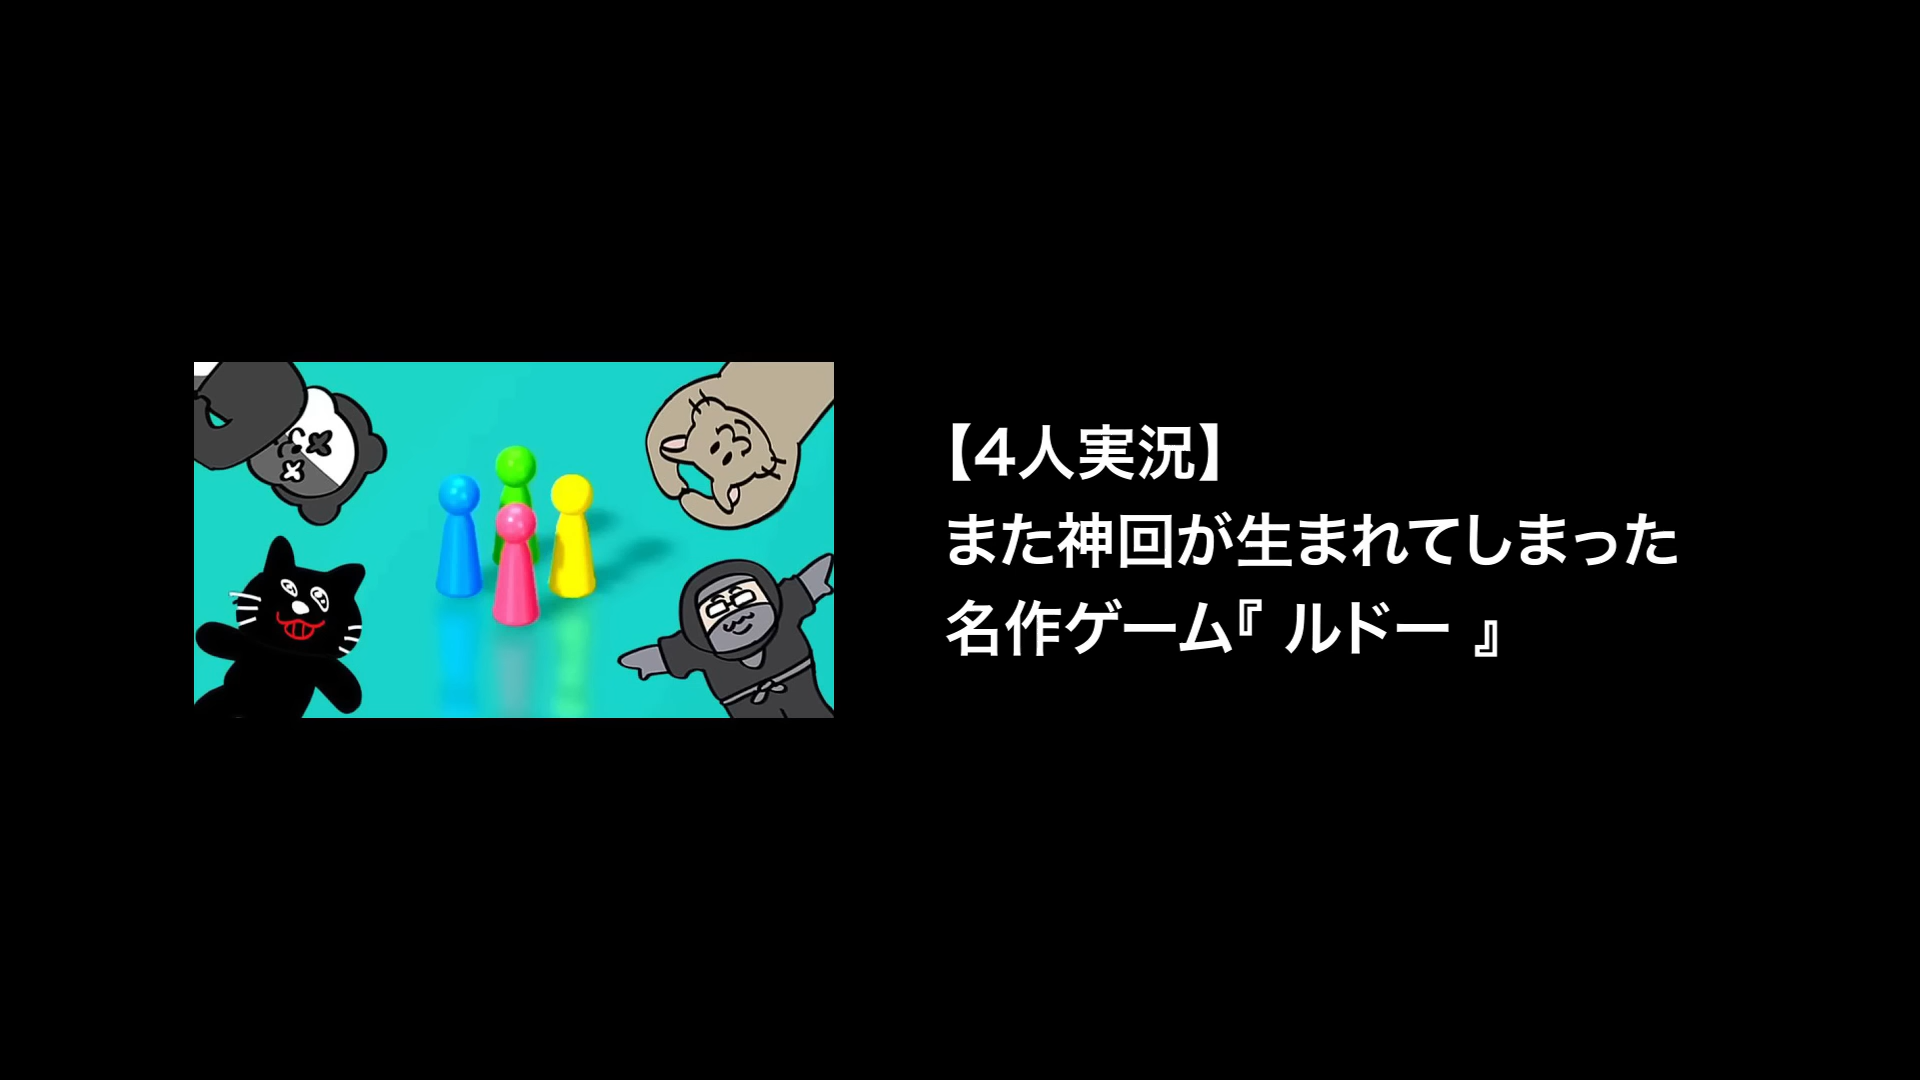 【4人実況】
また神回が生まれてしまった
名作ゲーム『 ルドー 』